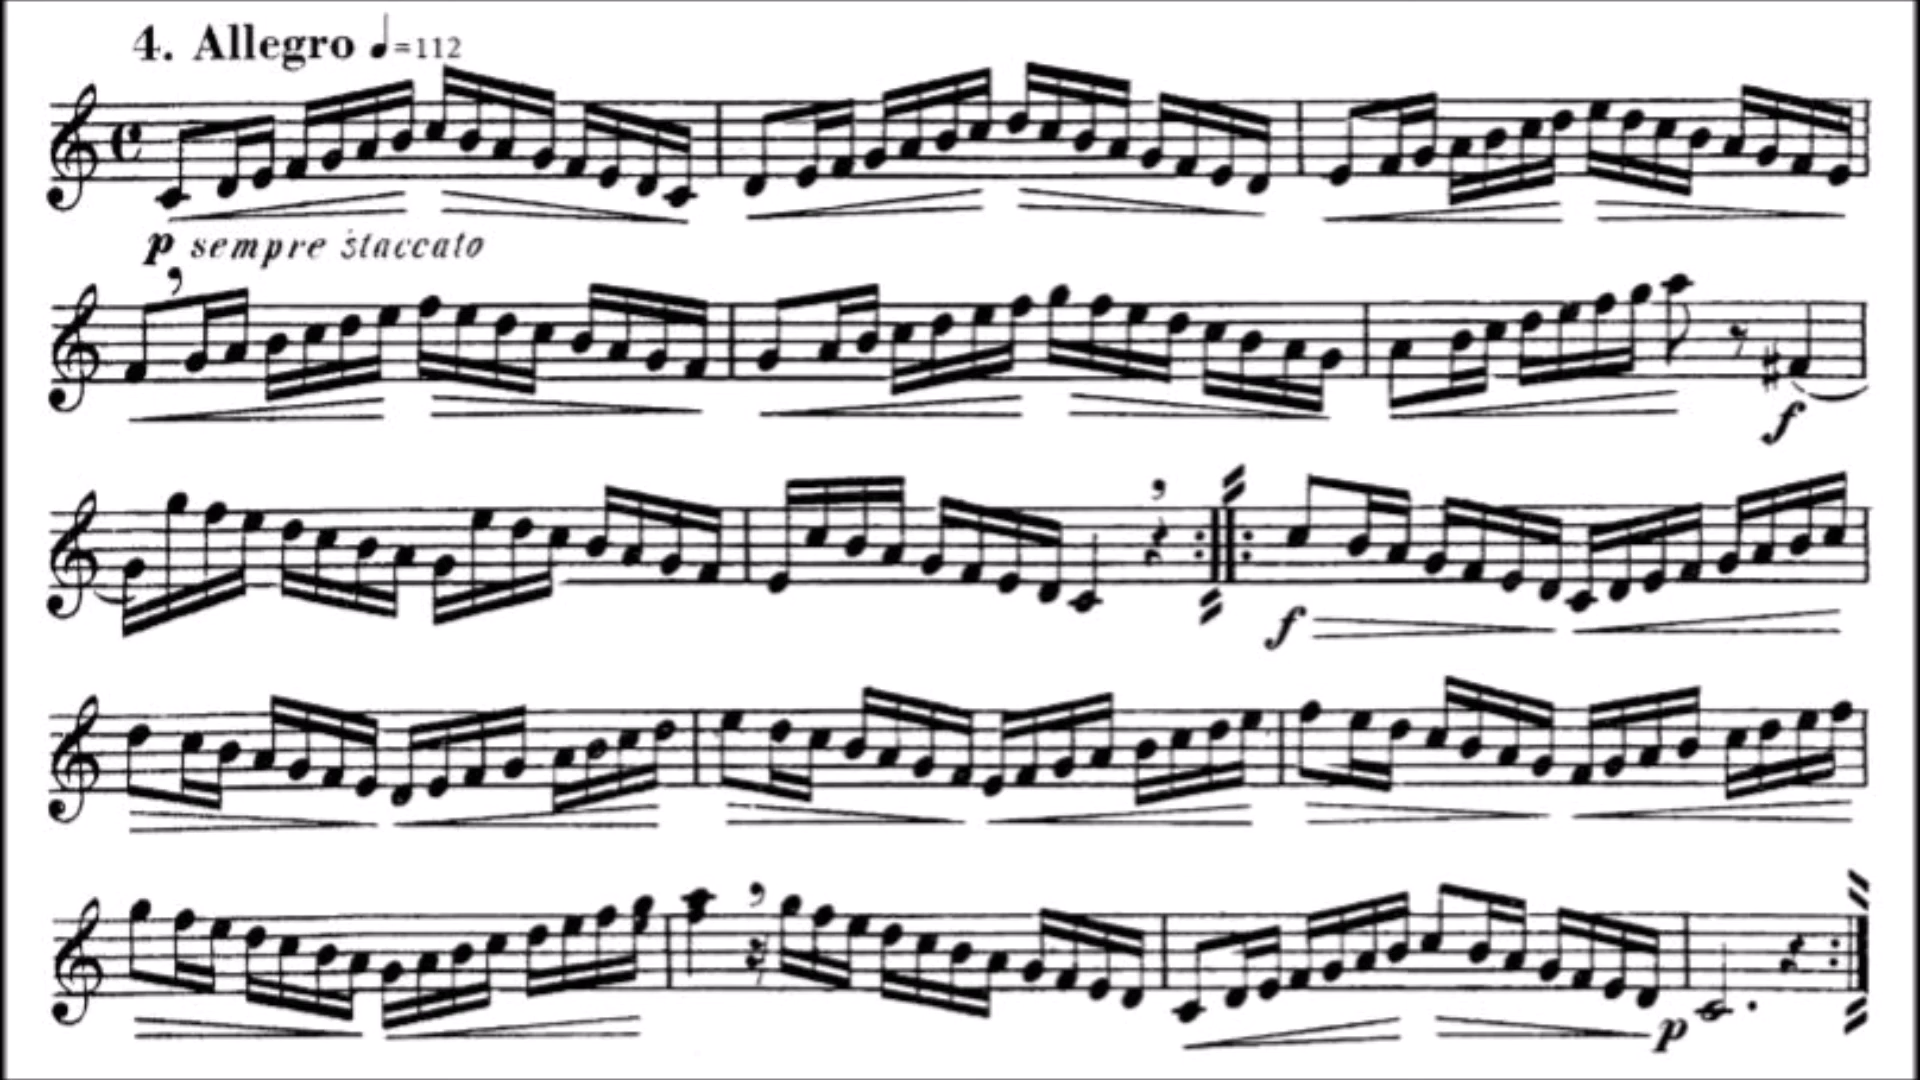 4. Allegro ♩=112
p sempre staccato
f
f
p